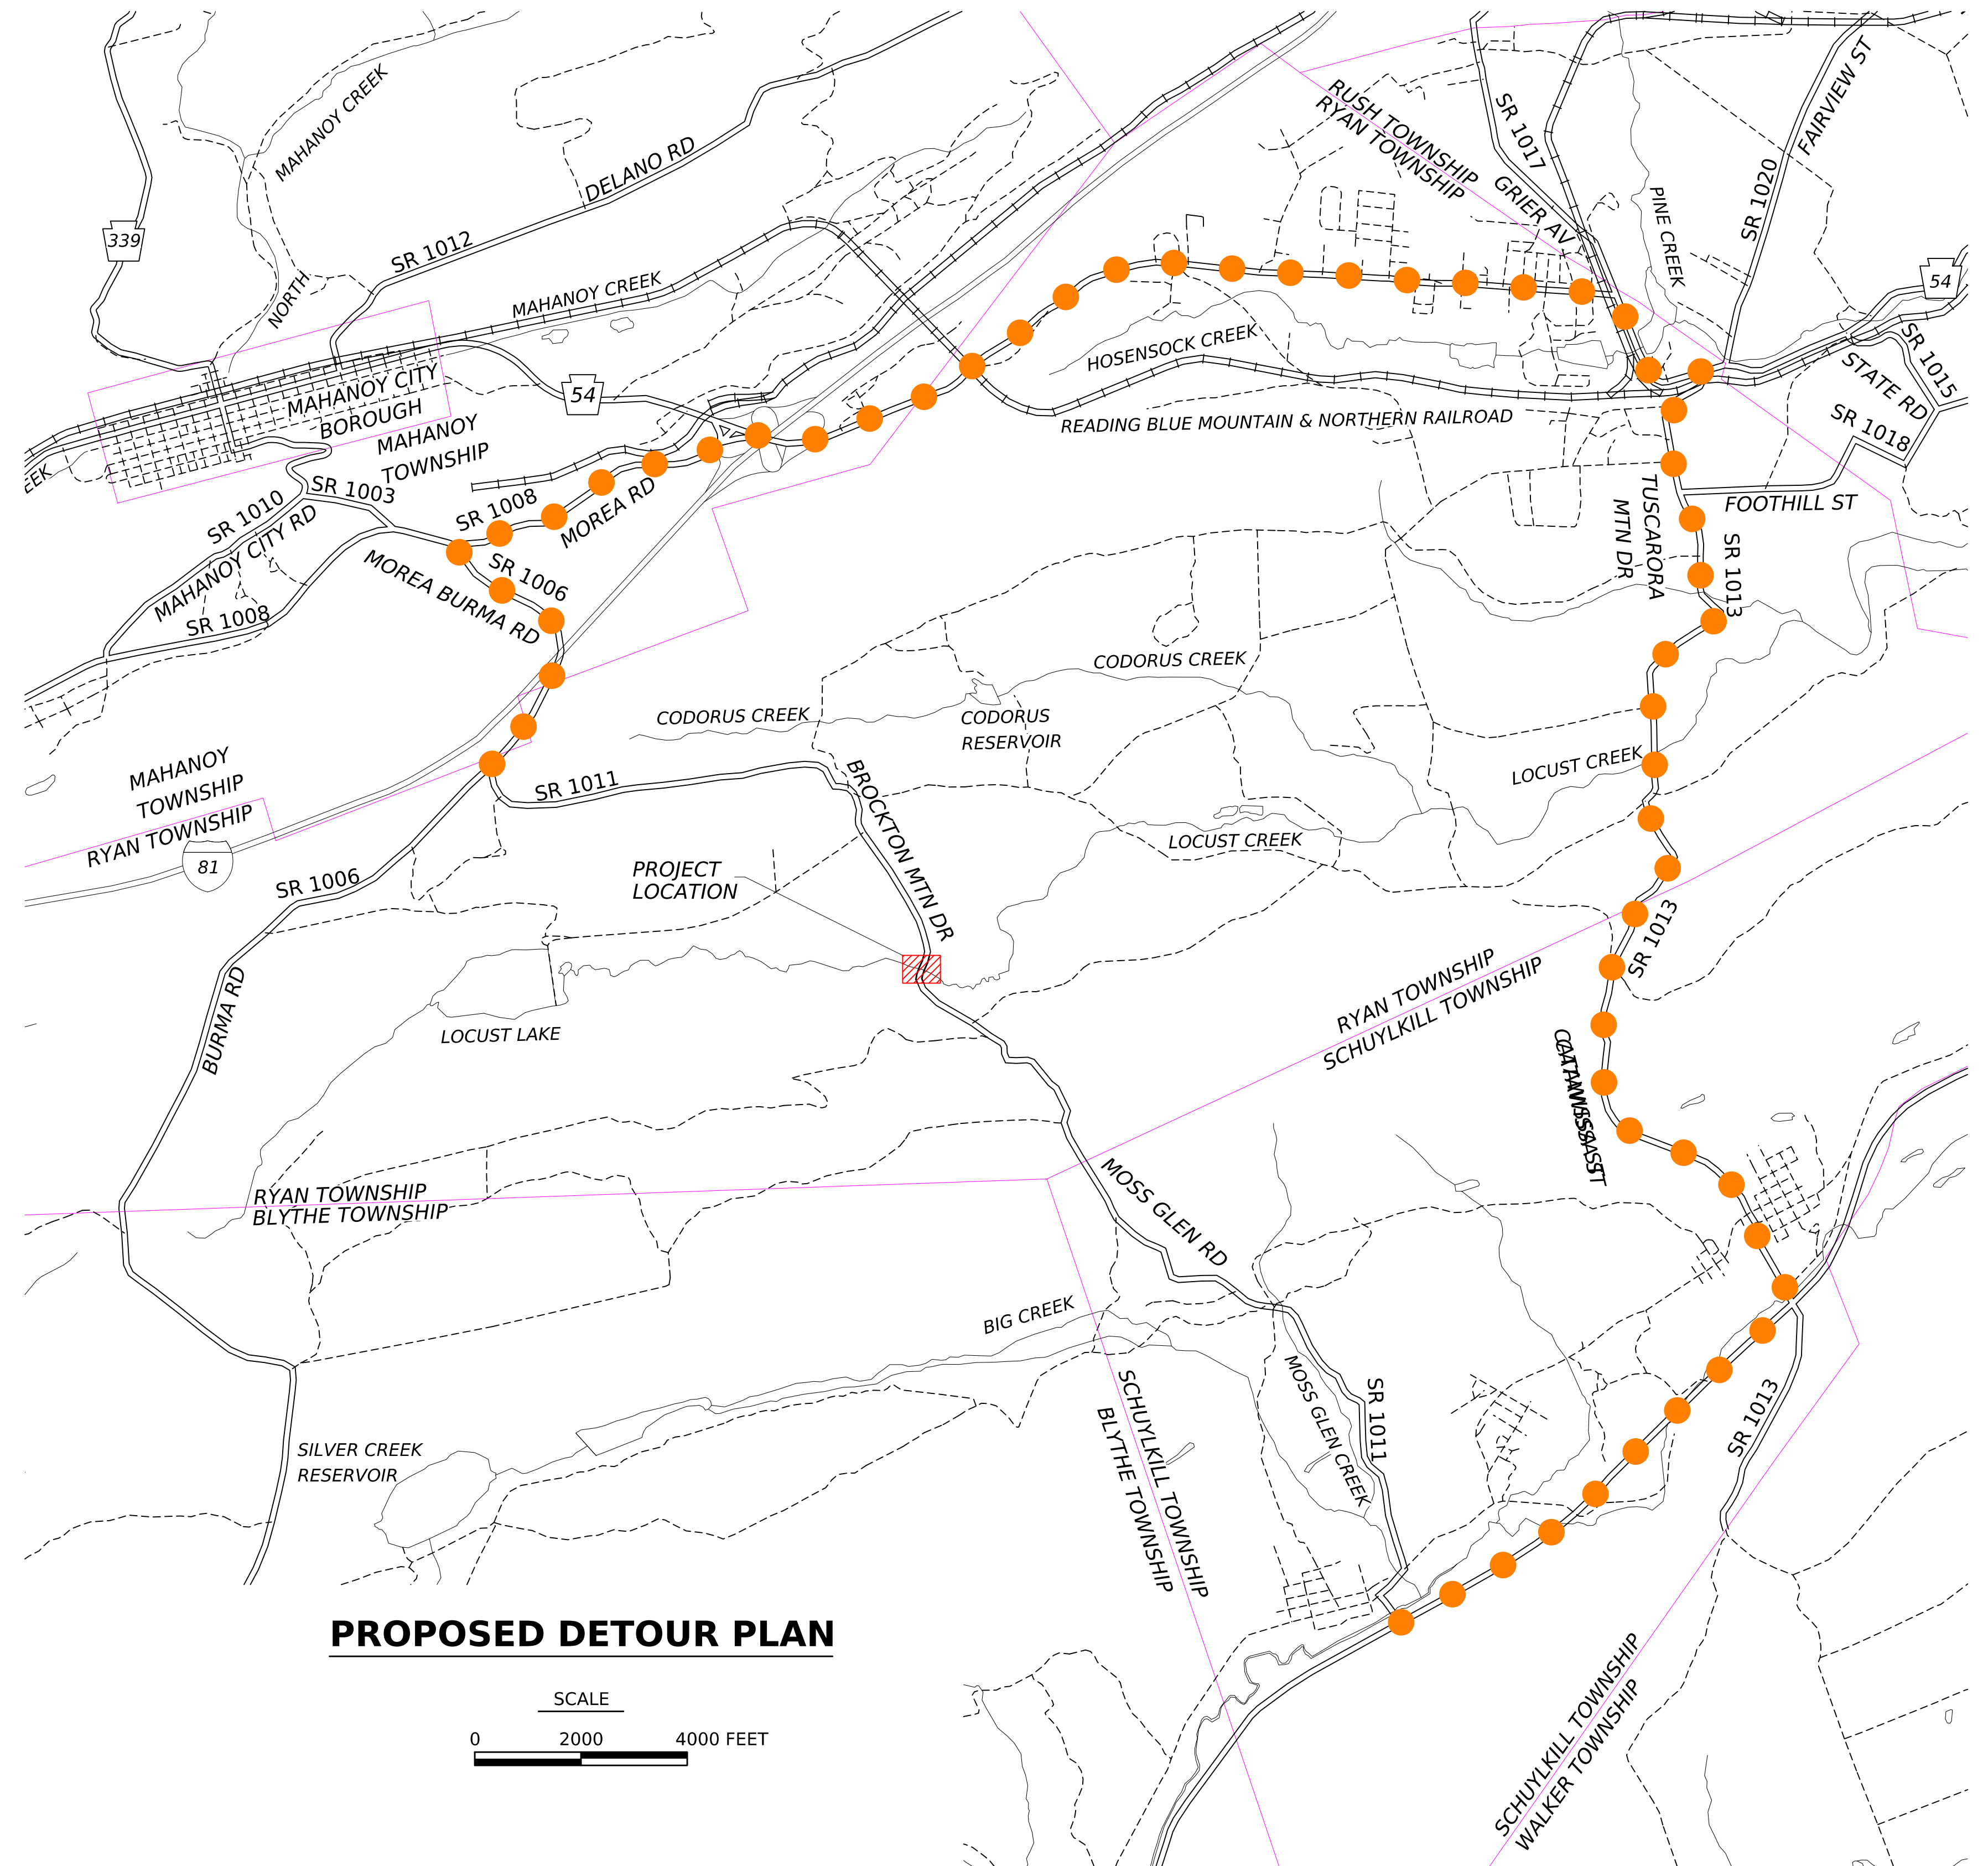 339
MAHANOY CREEK
NORTH
SR 1012
DELANO RD
MAHANOY CREEK
RUSH TOWNSHIP
RYAN TOWNSHIP
SR 1017
GRIER AV
PINE CREEK
SR 1020
FAIRVIEW ST
54
SR 1015
STATE RD
SR 1018
FOOTHILL ST
MAHANOY CITY
BOROUGH
MAHANOY
TOWNSHIP
54
HOSENSOCK CREEK
READING BLUE MOUNTAIN & NORTHERN RAILROAD
EEK
SR 1010
MAHANOY CITY RD
SR 1003
SR 1008
MOREA RD
SR 1008
SR 1006
MOREA BURMA RD
TUSCARORA
MTN DR
SR 1013
CODORUS CREEK
CODORUS CREEK
CODORUS
RESERVOIR
LOCUST CREEK
LOCUST CREEK
MAHANOY
TOWNSHIP
RYAN TOWNSHIP
81
SR 1011
BROCKTON MTN DR
SR 1006
BURMA RD
PROJECT
LOCATION
LOCUST LAKE
RYAN TOWNSHIP
SCHUYLKILL TOWNSHIP
SR 1013
CATAWISSA ST
RYAN TOWNSHIP
BLYTHE TOWNSHIP
MOSS GLEN RD
BIG CREEK
MOSS GLEN CREEK
SR 1011
SCHUYLKILL TOWNSHIP
BLYTHE TOWNSHIP
SR 1013
SILVER CREEK
RESERVOIR
SCHUYLKILL TOWNSHIP
WALKER TOWNSHIP
PROPOSED DETOUR PLAN
SCALE
0 2000 4000 FEET